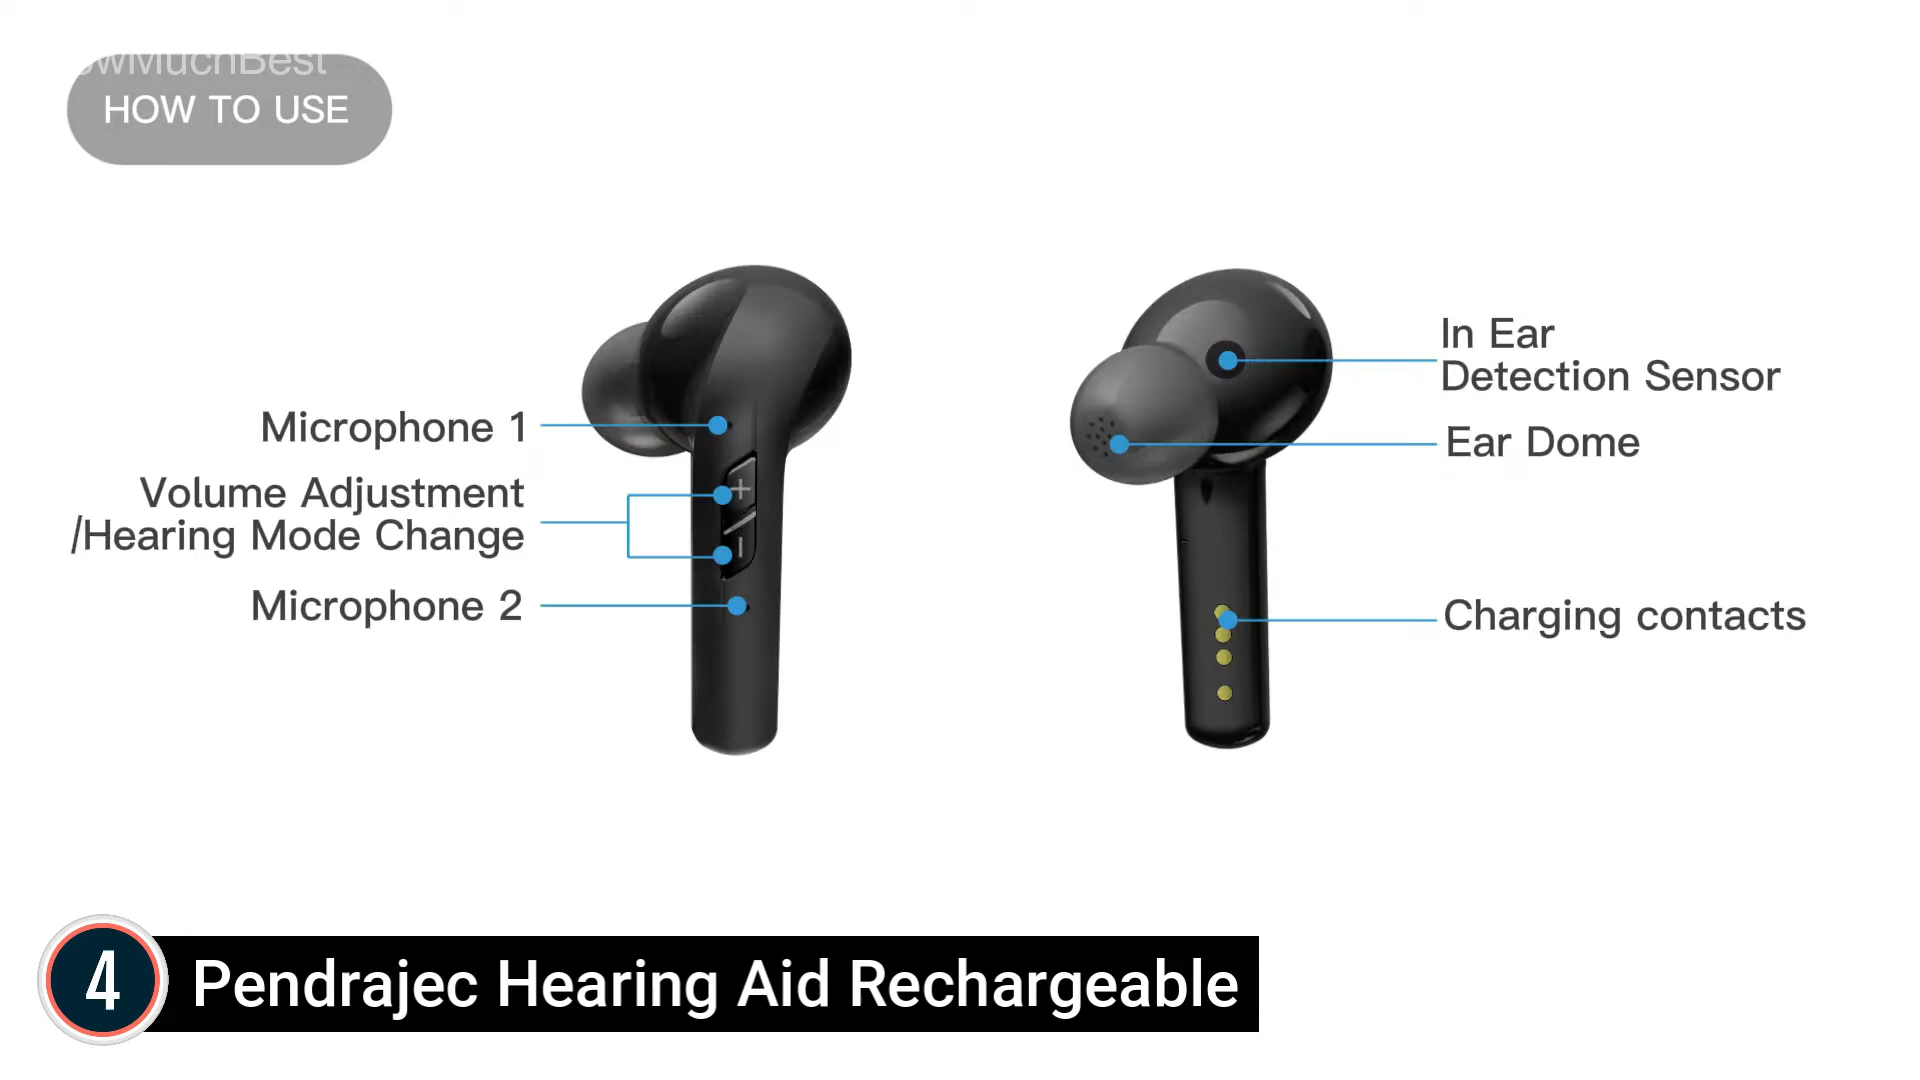 HOW TO USE
Microphone 1
Volume Adjustment
/Hearing Mode Change
Microphone 2
In Ear
Detection Sensor
Ear Dome
Charging contacts
4 Pendrajec Hearing Aid Rechargeable